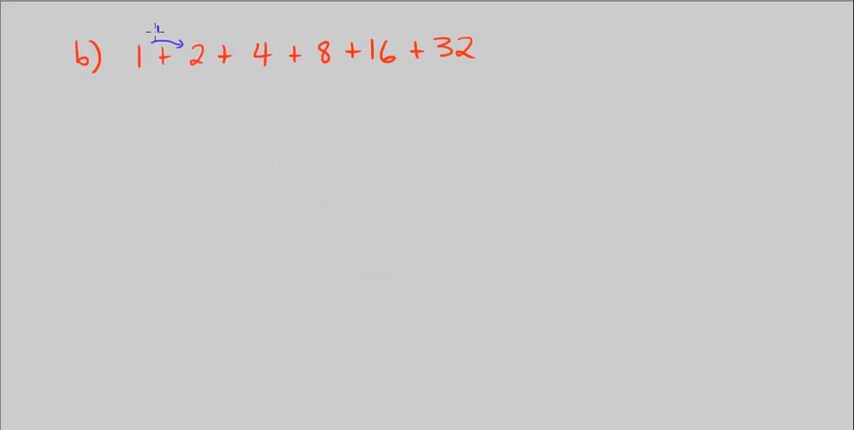 b) 1 + 2 + 4 + 8 + 16 + 32